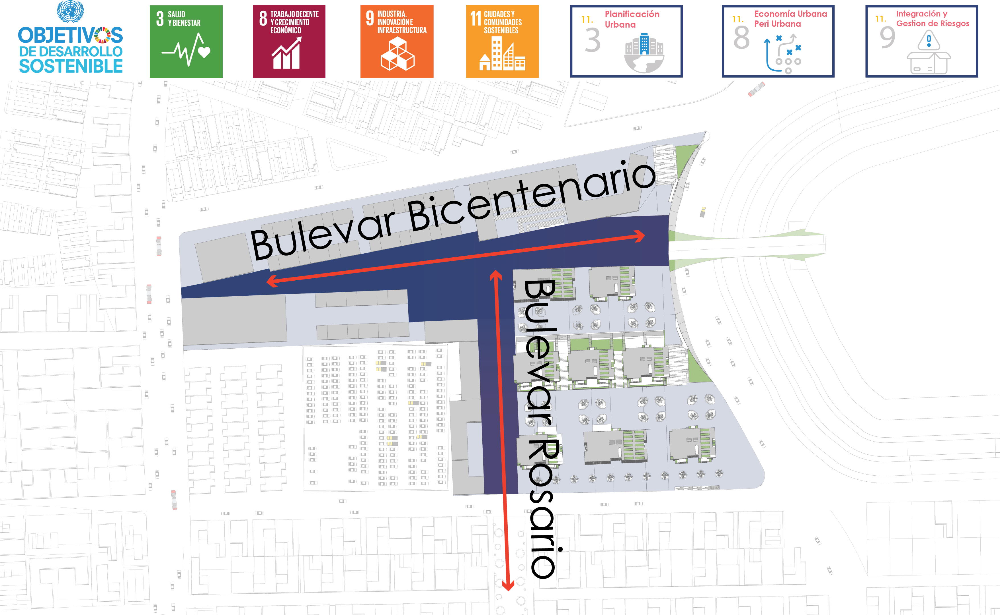 OBJETIVOS
DE DESARROLLO
SOSTENIBLE
3 SALUD
Y BIENESTAR
8 TRABAJO DECENTE
Y CRECIMIENTO
ECONÓMICO
9 INDUSTRIA,
INNOVACIÓN E
INFRAESTRUCTURA
11 CIUDADES Y
COMUNIDADES
SOSTENIBLES
11.
3
Planificación
Urbana
11.
8
Economía Urbana
Peri Urbana
11.
9
Integración y
Gestion de Riesgos
Bulevar Bicentenario
Bulevar Rosario